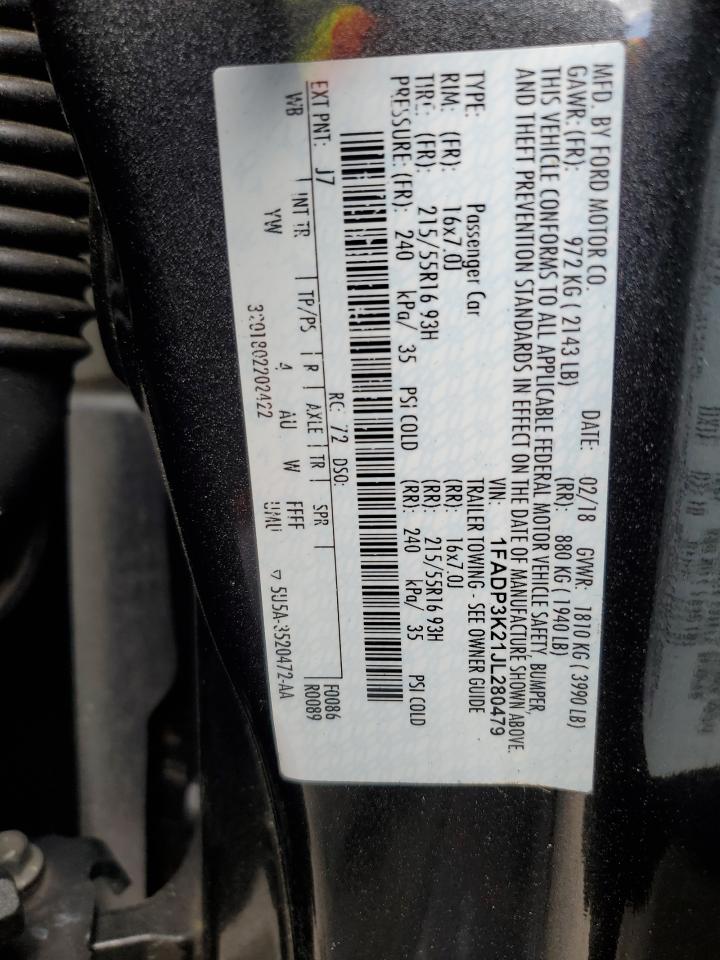 MFD. BY FORD MOTOR CO.
DATE: 02/18 GVWR: 1810 KG ( 3990 LB)
GAWR: (FR): 972 KG ( 2143 LB) (RR): 880 KG ( 1940 LB)
THIS VEHICLE CONFORMS TO ALL APPLICABLE FEDERAL MOTOR VEHICLE SAFETY, BUMPER,
AND THEFT PREVENTION STANDARDS IN EFFECT ON THE DATE OF MANUFACTURE SHOWN ABOVE.
VIN: 1FADP3K21JL280479
TYPE: Passenger Car TRAILER TOWING - SEE OWNER GUIDE
RIM: (FR): 16x7.0J (RR): 16x7.0J
TIRE: (FR): 215/55R16 93H (RR): 215/55R16 93H
PRESSURE: (FR): 240 kPa/ 35 PSI COLD (RR): 240 kPa/ 35 PSI COLD
RC: 72 DSO: F0086
EXT PNT: J7 INT TR TP/PS R AXLE TR SPR R0089
WB YW 4 AU W FFFF
▽ 5U5A-3520472-AA